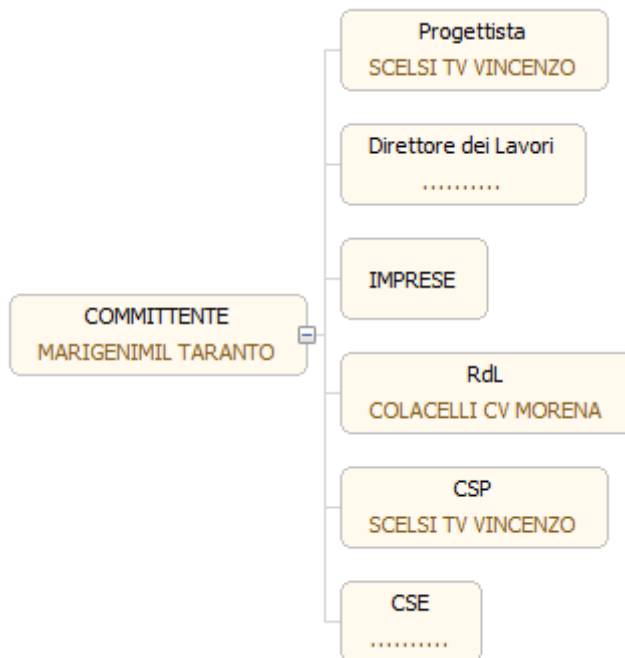 COMMITTENTE
MARIGENIMIL TARANTO
Progettista
SCELSI TV VINCENZO
Direttore dei Lavori
..........
IMPRESE
RdL
COLACELLI CV MORENA
CSP
SCELSI TV VINCENZO
CSE
..........